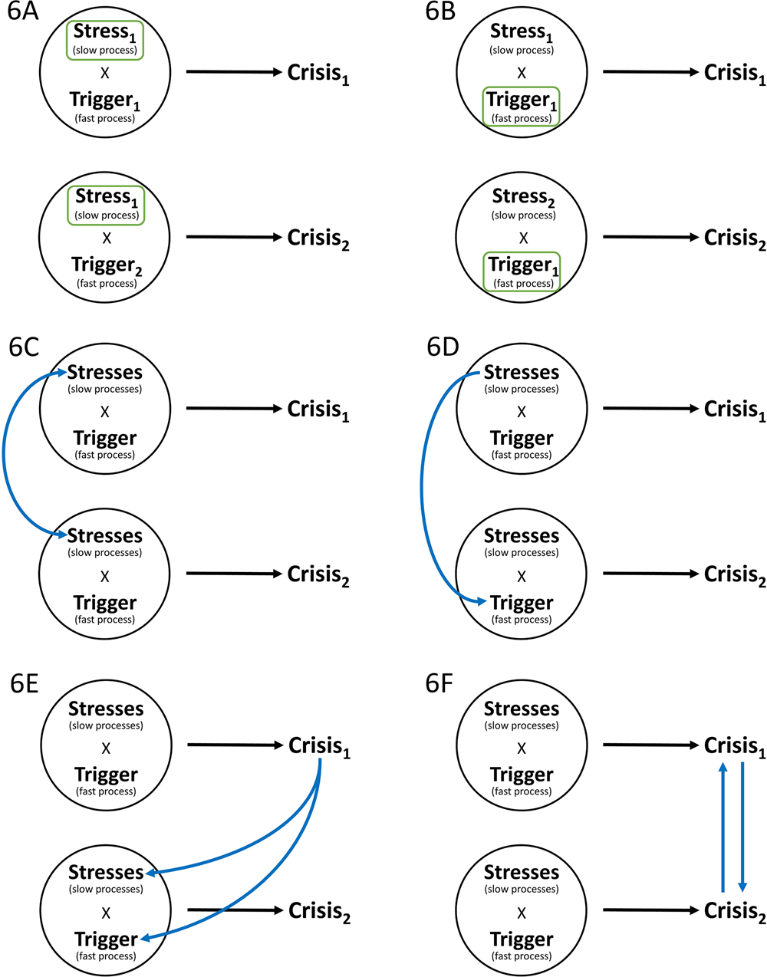 6A
Stress₁
(slow process)
X
Trigger₁
(fast process)
Crisis₁
Stress₁
(slow process)
X
Trigger₂
(fast process)
Crisis₂
6B
Stress₁
(slow process)
X
Trigger₁
(fast process)
Crisis₁
Stress₂
(slow process)
X
Trigger₁
(fast process)
Crisis₂
6C
Stresses
(slow processes)
X
Trigger
(fast process)
Crisis₁
Stresses
(slow processes)
X
Trigger
(fast process)
Crisis₂
6D
Stresses
(slow processes)
X
Trigger
(fast process)
Crisis₁
Stresses
(slow processes)
X
Trigger
(fast process)
Crisis₂
6E
Stresses
(slow processes)
X
Trigger
(fast process)
Crisis₁
Stresses
(slow processes)
X
Trigger
(fast process)
Crisis₂
6F
Stresses
(slow processes)
X
Trigger
(fast process)
Crisis₁
Stresses
(slow processes)
X
Trigger
(fast process)
Crisis₂